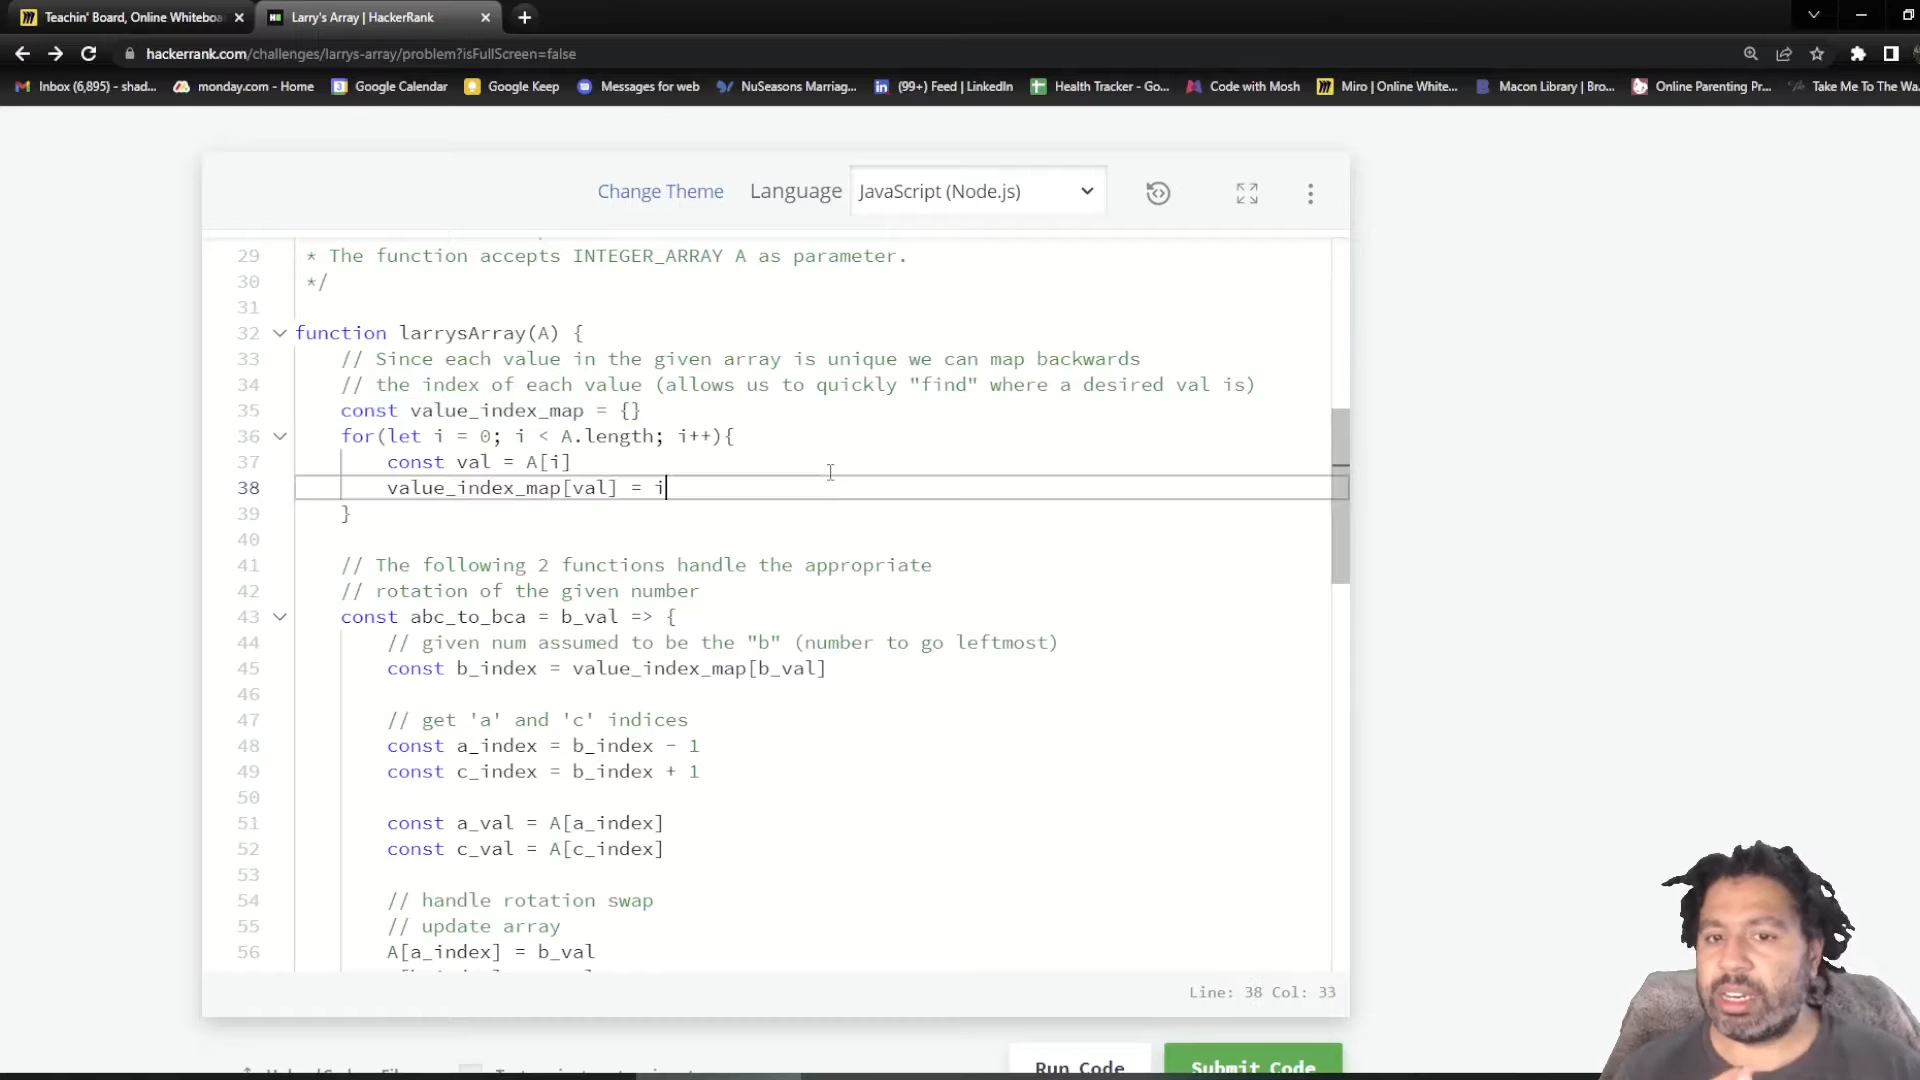 Teachin' Board, Online Whiteboa
Larry's Array | HackerRank
hackerrank.com/challenges/larrys-array/problem?isFullScreen=false
Inbox (6,895) - shad...
monday.com - Home
Google Calendar
Google Keep
Messages for web
NuSeasons Marriag...
(99+) Feed | LinkedIn
Health Tracker - Go...
Code with Mosh
Miro | Online White...
Macon Library | Bro...
Online Parenting Pr...
Take Me To The Wa
Change Theme Language JavaScript (Node.js)
29 * The function accepts INTEGER_ARRAY A as parameter.
30 */
31
32 function larrysArray(A) {
33 // Since each value in the given array is unique we can map backwards
34 // the index of each value (allows us to quickly "find" where a desired val is)
35 const value_index_map = {}
36 for(let i = 0; i < A.length; i++){
37 const val = A[i]
38 value_index_map[val] = i
39 }
40
41 // The following 2 functions handle the appropriate
42 // rotation of the given number
43 const abc_to_bca = b_val => {
44 // given num assumed to be the "b" (number to go leftmost)
45 const b_index = value_index_map[b_val]
46
47 // get 'a' and 'c' indices
48 const a_index = b_index - 1
49 const c_index = b_index + 1
50
51 const a_val = A[a_index]
52 const c_val = A[c_index]
53
54 // handle rotation swap
55 // update array
56 A[a_index] = b_val
Line: 38 Col: 33
Run Code
Submit Code